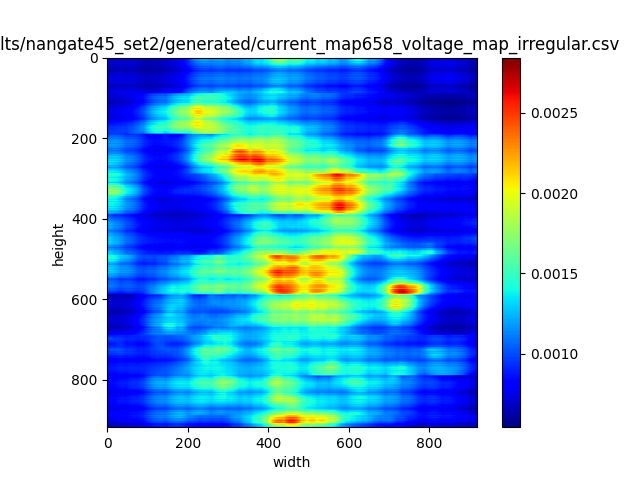 lts/nangate45_set2/generated/current_map658_voltage_map_irregular.csv
0
200
400
600
800
height
0 200 400 600 800
width
0.0025
0.0020
0.0015
0.0010